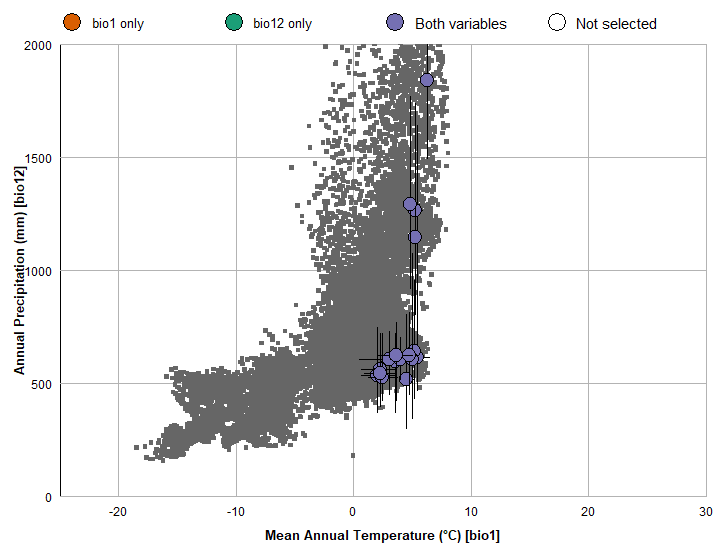 bio1 only bio12 only Both variables Not selected
2000
1500
1000
500
0
Annual Precipitation (mm) [bio12]
-20 -10 0 10 20 30
Mean Annual Temperature (°C) [bio1]